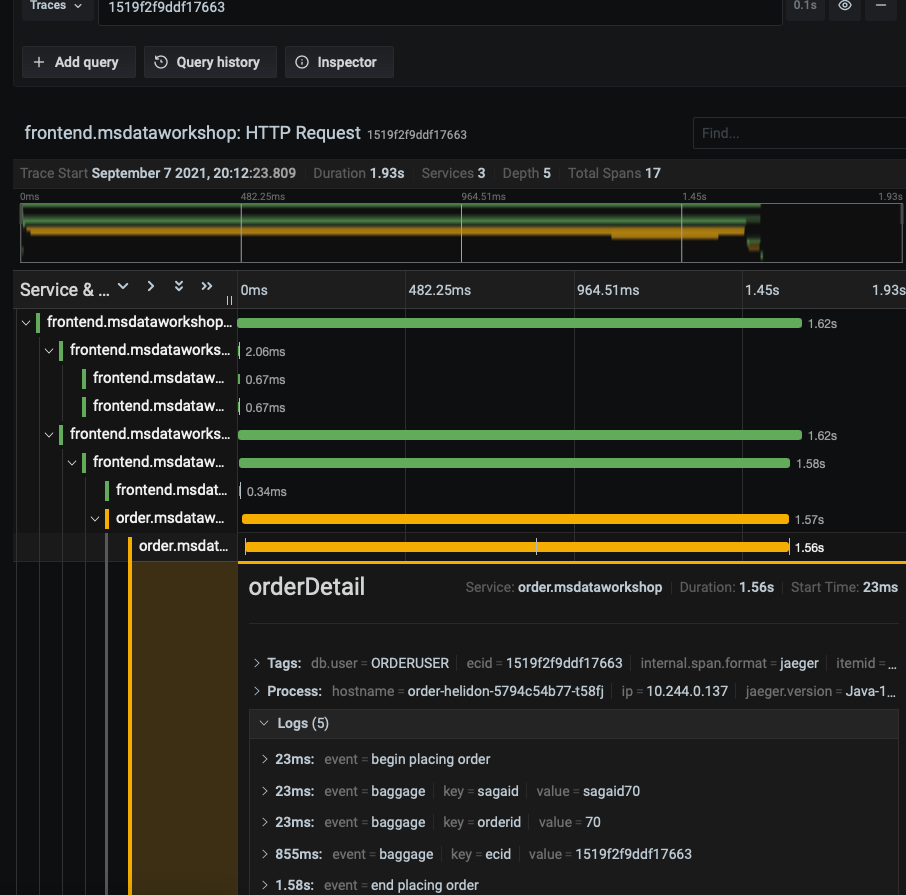 Traces 1519f2f9ddf17663 0.1s
+ Add query Query history Inspector
frontend.msdataworkshop: HTTP Request 1519f2f9ddf17663 Find...
Trace Start September 7 2021, 20:12:23.809 Duration 1.93s Services 3 Depth 5 Total Spans 17
0ms 482.25ms 964.51ms 1.45s 1.93s
Service & ... 0ms 482.25ms 964.51ms 1.45s 1.93s
frontend.msdataworkshop... 1.62s
frontend.msdataworks... 2.06ms
frontend.msdataw... 0.67ms
frontend.msdataw... 0.67ms
frontend.msdataworks... 1.62s
frontend.msdataw... 1.58s
frontend.msdat... 0.34ms
order.msdataw... 1.57s
order.msdat... 1.56s
orderDetail Service: order.msdataworkshop Duration: 1.56s Start Time: 23ms
Tags: db.user = ORDERUSER ecid = 1519f2f9ddf17663 internal.span.format = jaeger itemid = ...
Process: hostname = order-helidon-5794c54b77-t58fj ip = 10.244.0.137 jaeger.version = Java-1...
Logs (5)
23ms: event = begin placing order
23ms: event = baggage key = sagaid value = sagaid70
23ms: event = baggage key = orderid value = 70
855ms: event = baggage key = ecid value = 1519f2f9ddf17663
1.58s: event = end placing order